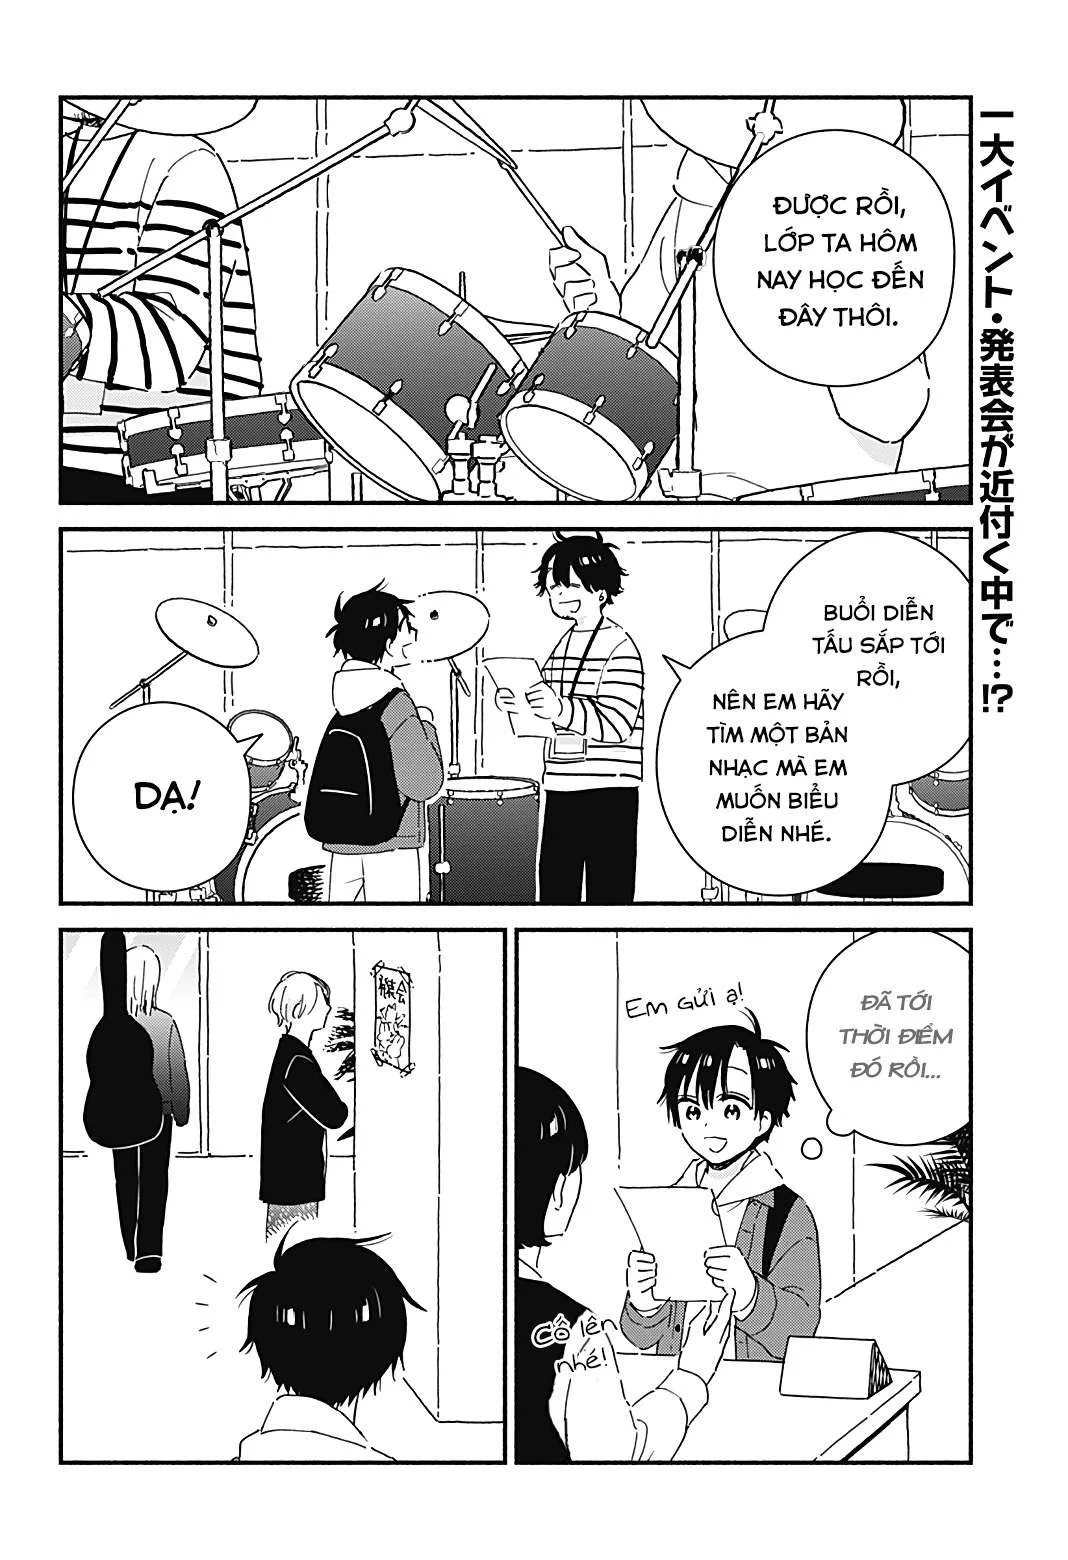 一大イベント・発表会が近付く中で…!?
ĐƯỢC RỒI,
LỚP TA HÔM
NAY HỌC ĐẾN
ĐÂY THÔI.
BUỔI DIỄN
TẤU SẮP TỚI
RỒI,
NÊN EM HÃY
TÌM MỘT BẢN
NHẠC MÀ EM
MUỐN BIỂU
DIỄN NHÉ.
DẠ!
ĐÃ TỚI
THỜI ĐIỂM
ĐÓ RỒI...
Em gửi ạ!
Cố lên
nhé!